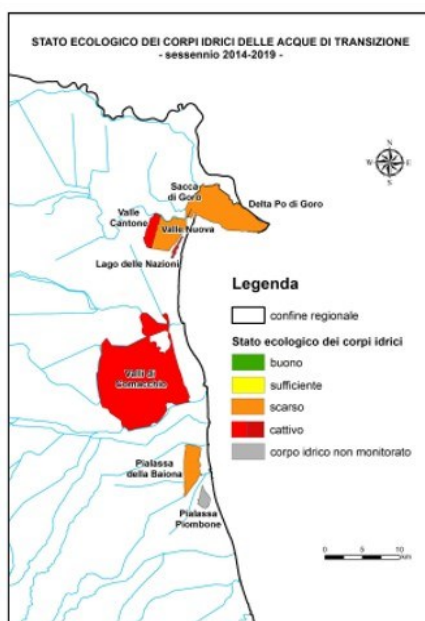 STATO ECOLOGICO DEI CORPI IDRICI DELLE ACQUE DI TRANSIZIONE
- sessennio 2014-2019 -
N
W
E
S
Sacca
di Goro
Delta Po di Goro
Valle
Cantone
Valle Nuova
Lago delle Nazioni
Legenda
confine regionale
Stato ecologico dei corpi idrici
buono
sufficiente
scarso
cattivo
corpo idrico non monitorato
Valli di
Comacchio
Pialassa
della Baiona
Pialassa
Piombone
0 5 10